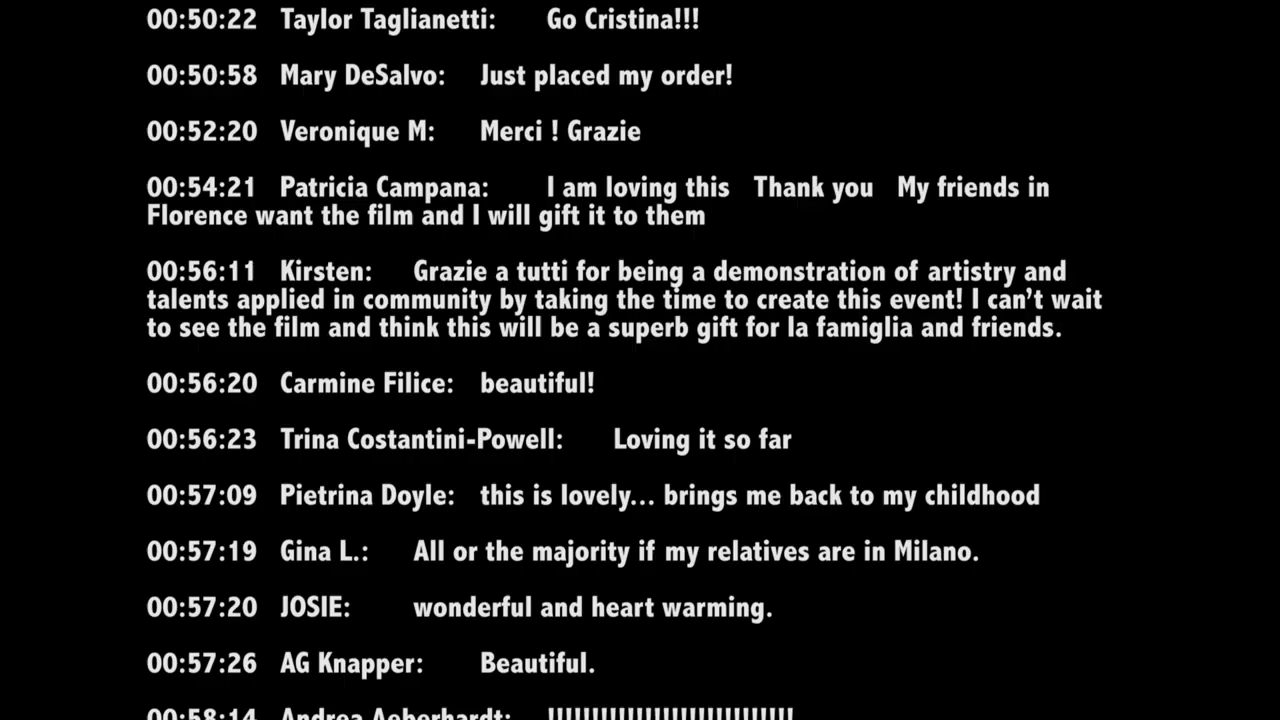 00:50:22 Taylor Taglianetti: Go Cristina!!!
00:50:58 Mary DeSalvo: Just placed my order!
00:52:20 Veronique M: Merci ! Grazie
00:54:21 Patricia Campana: I am loving this Thank you My friends in
Florence want the film and I will gift it to them
00:56:11 Kirsten: Grazie a tutti for being a demonstration of artistry and
talents applied in community by taking the time to create this event! I can’t wait
to see the film and think this will be a superb gift for la famiglia and friends.
00:56:20 Carmine Filice: beautiful!
00:56:23 Trina Costantini-Powell: Loving it so far
00:57:09 Pietrina Doyle: this is lovely... brings me back to my childhood
00:57:19 Gina L.: All or the majority if my relatives are in Milano.
00:57:20 JOSIE: wonderful and heart warming.
00:57:26 AG Knapper: Beautiful.
00:58:14 Andrea Aeberhardt: